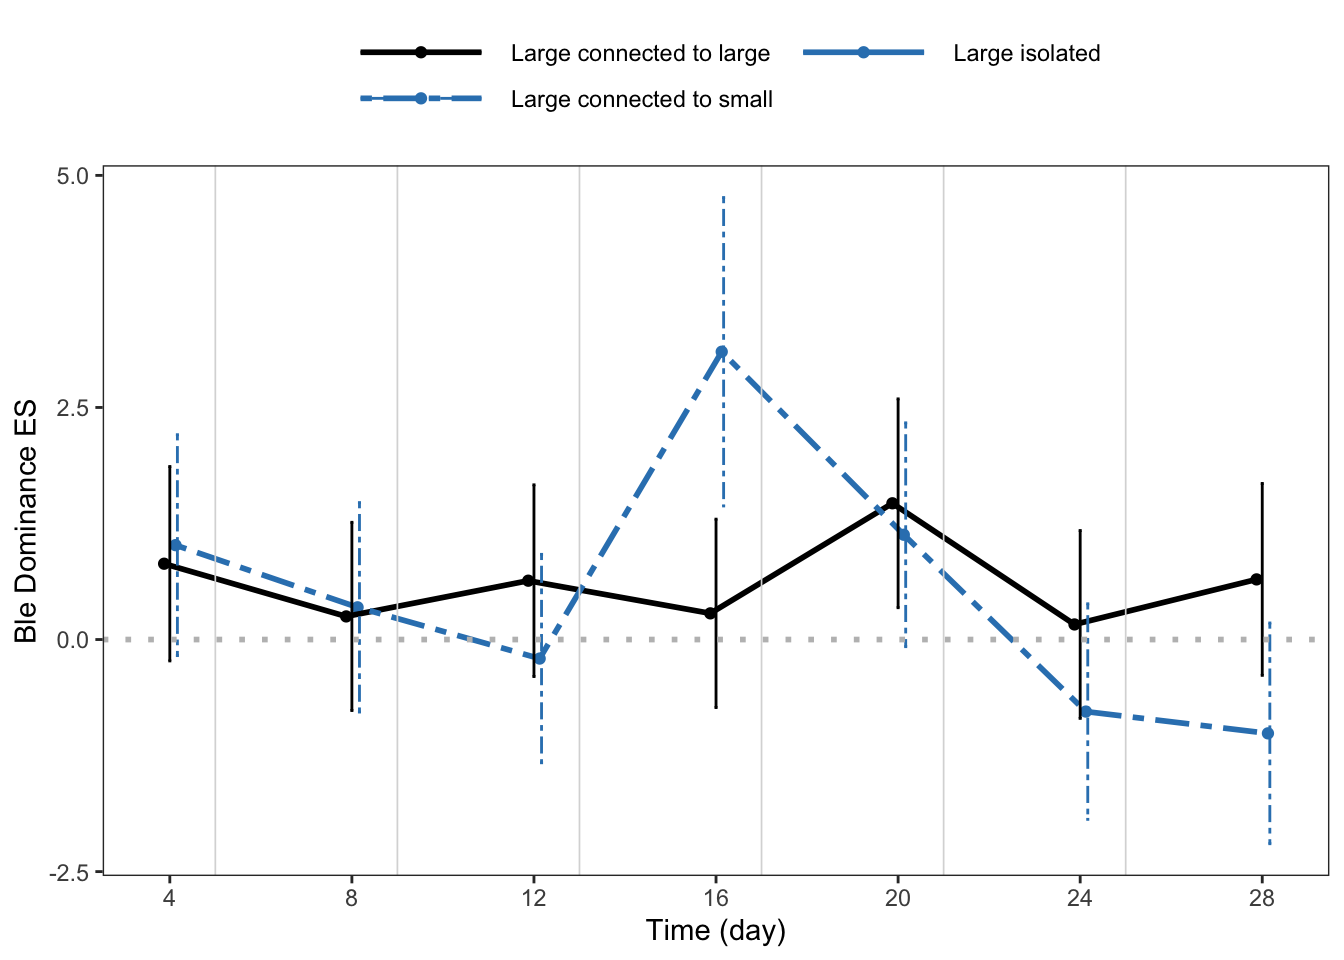 Large connected to large
Large isolated
Large connected to small
5.0
2.5
0.0
-2.5
Ble Dominance ES
4 8 12 16 20 24 28
Time (day)